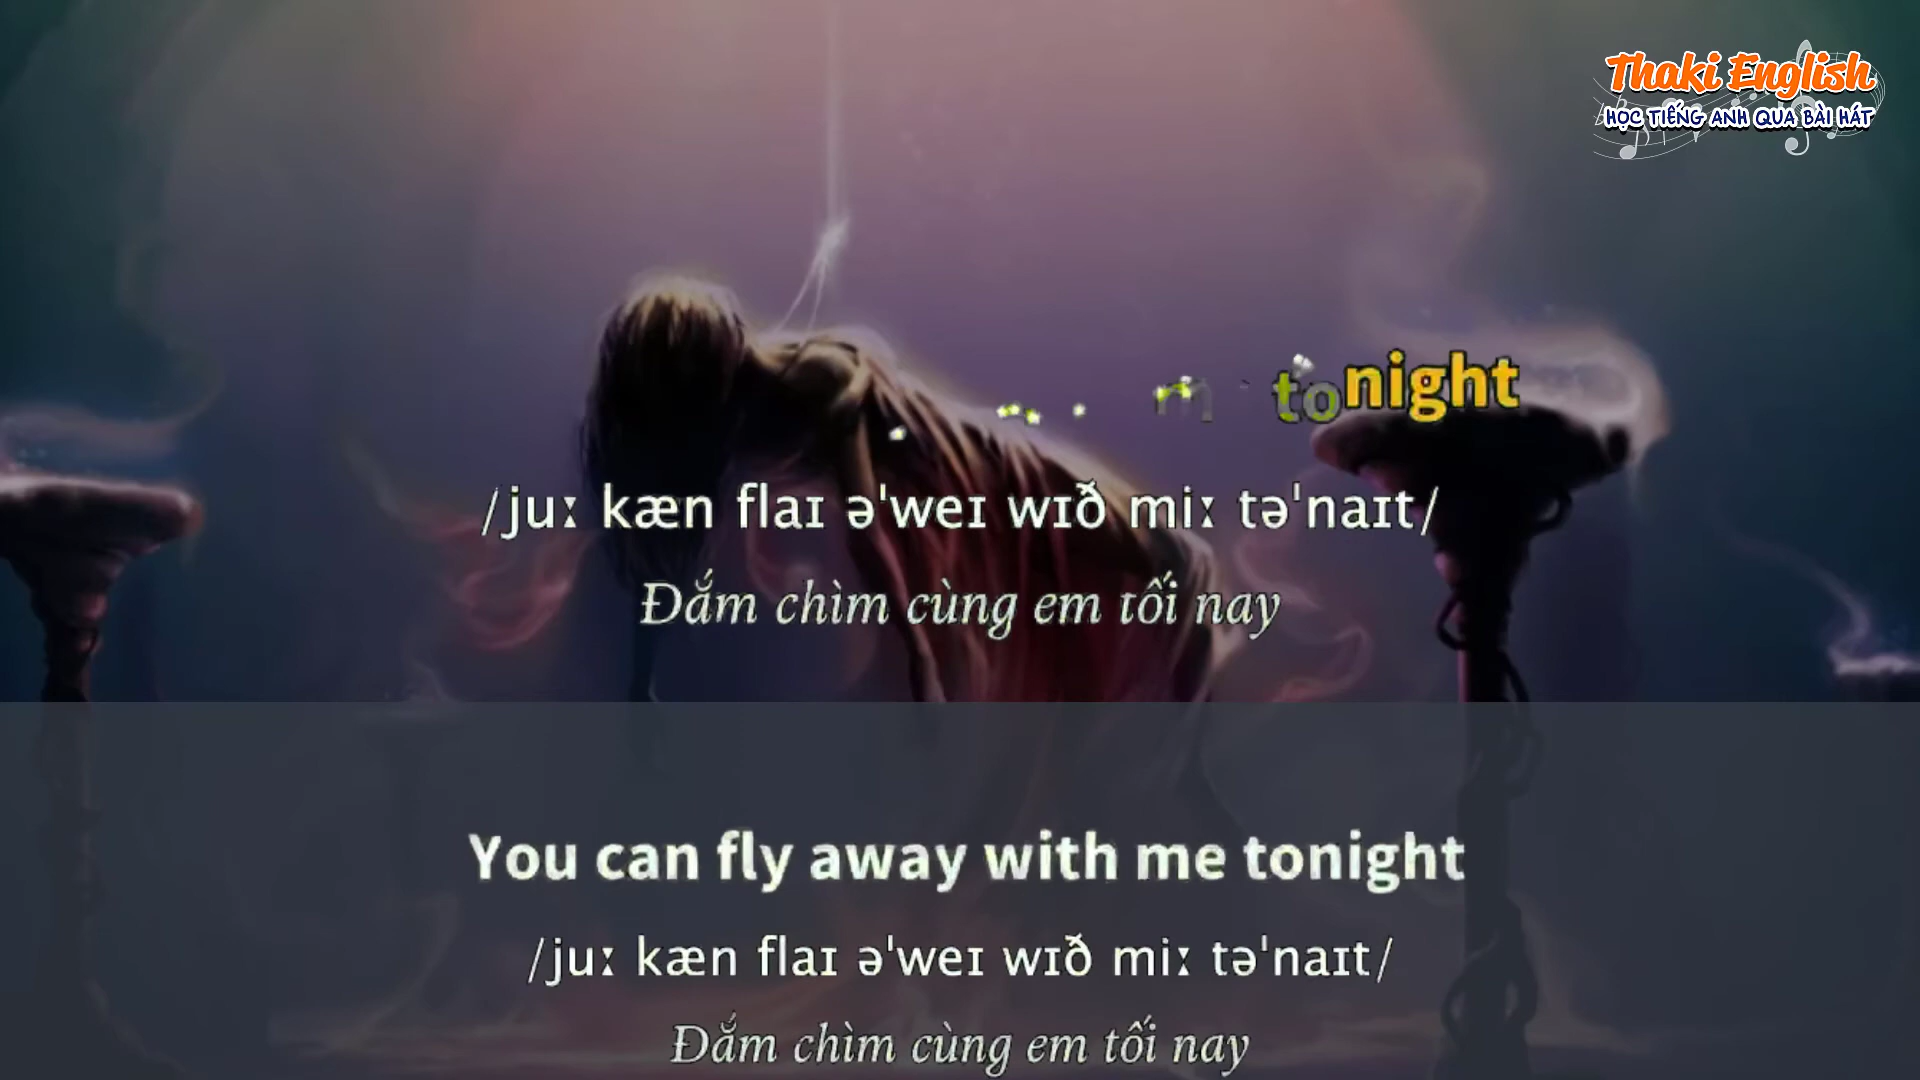 Thaki English
HỌC TIẾNG ANH QUA BÀI HÁT
tonight
/juː kæn flaɪ ə'weɪ wɪð miː tə'naɪt/
Đắm chìm cùng em tối nay
You can fly away with me tonight
/juː kæn flaɪ ə'weɪ wɪð miː tə'naɪt/
Đắm chìm cùng em tối nay